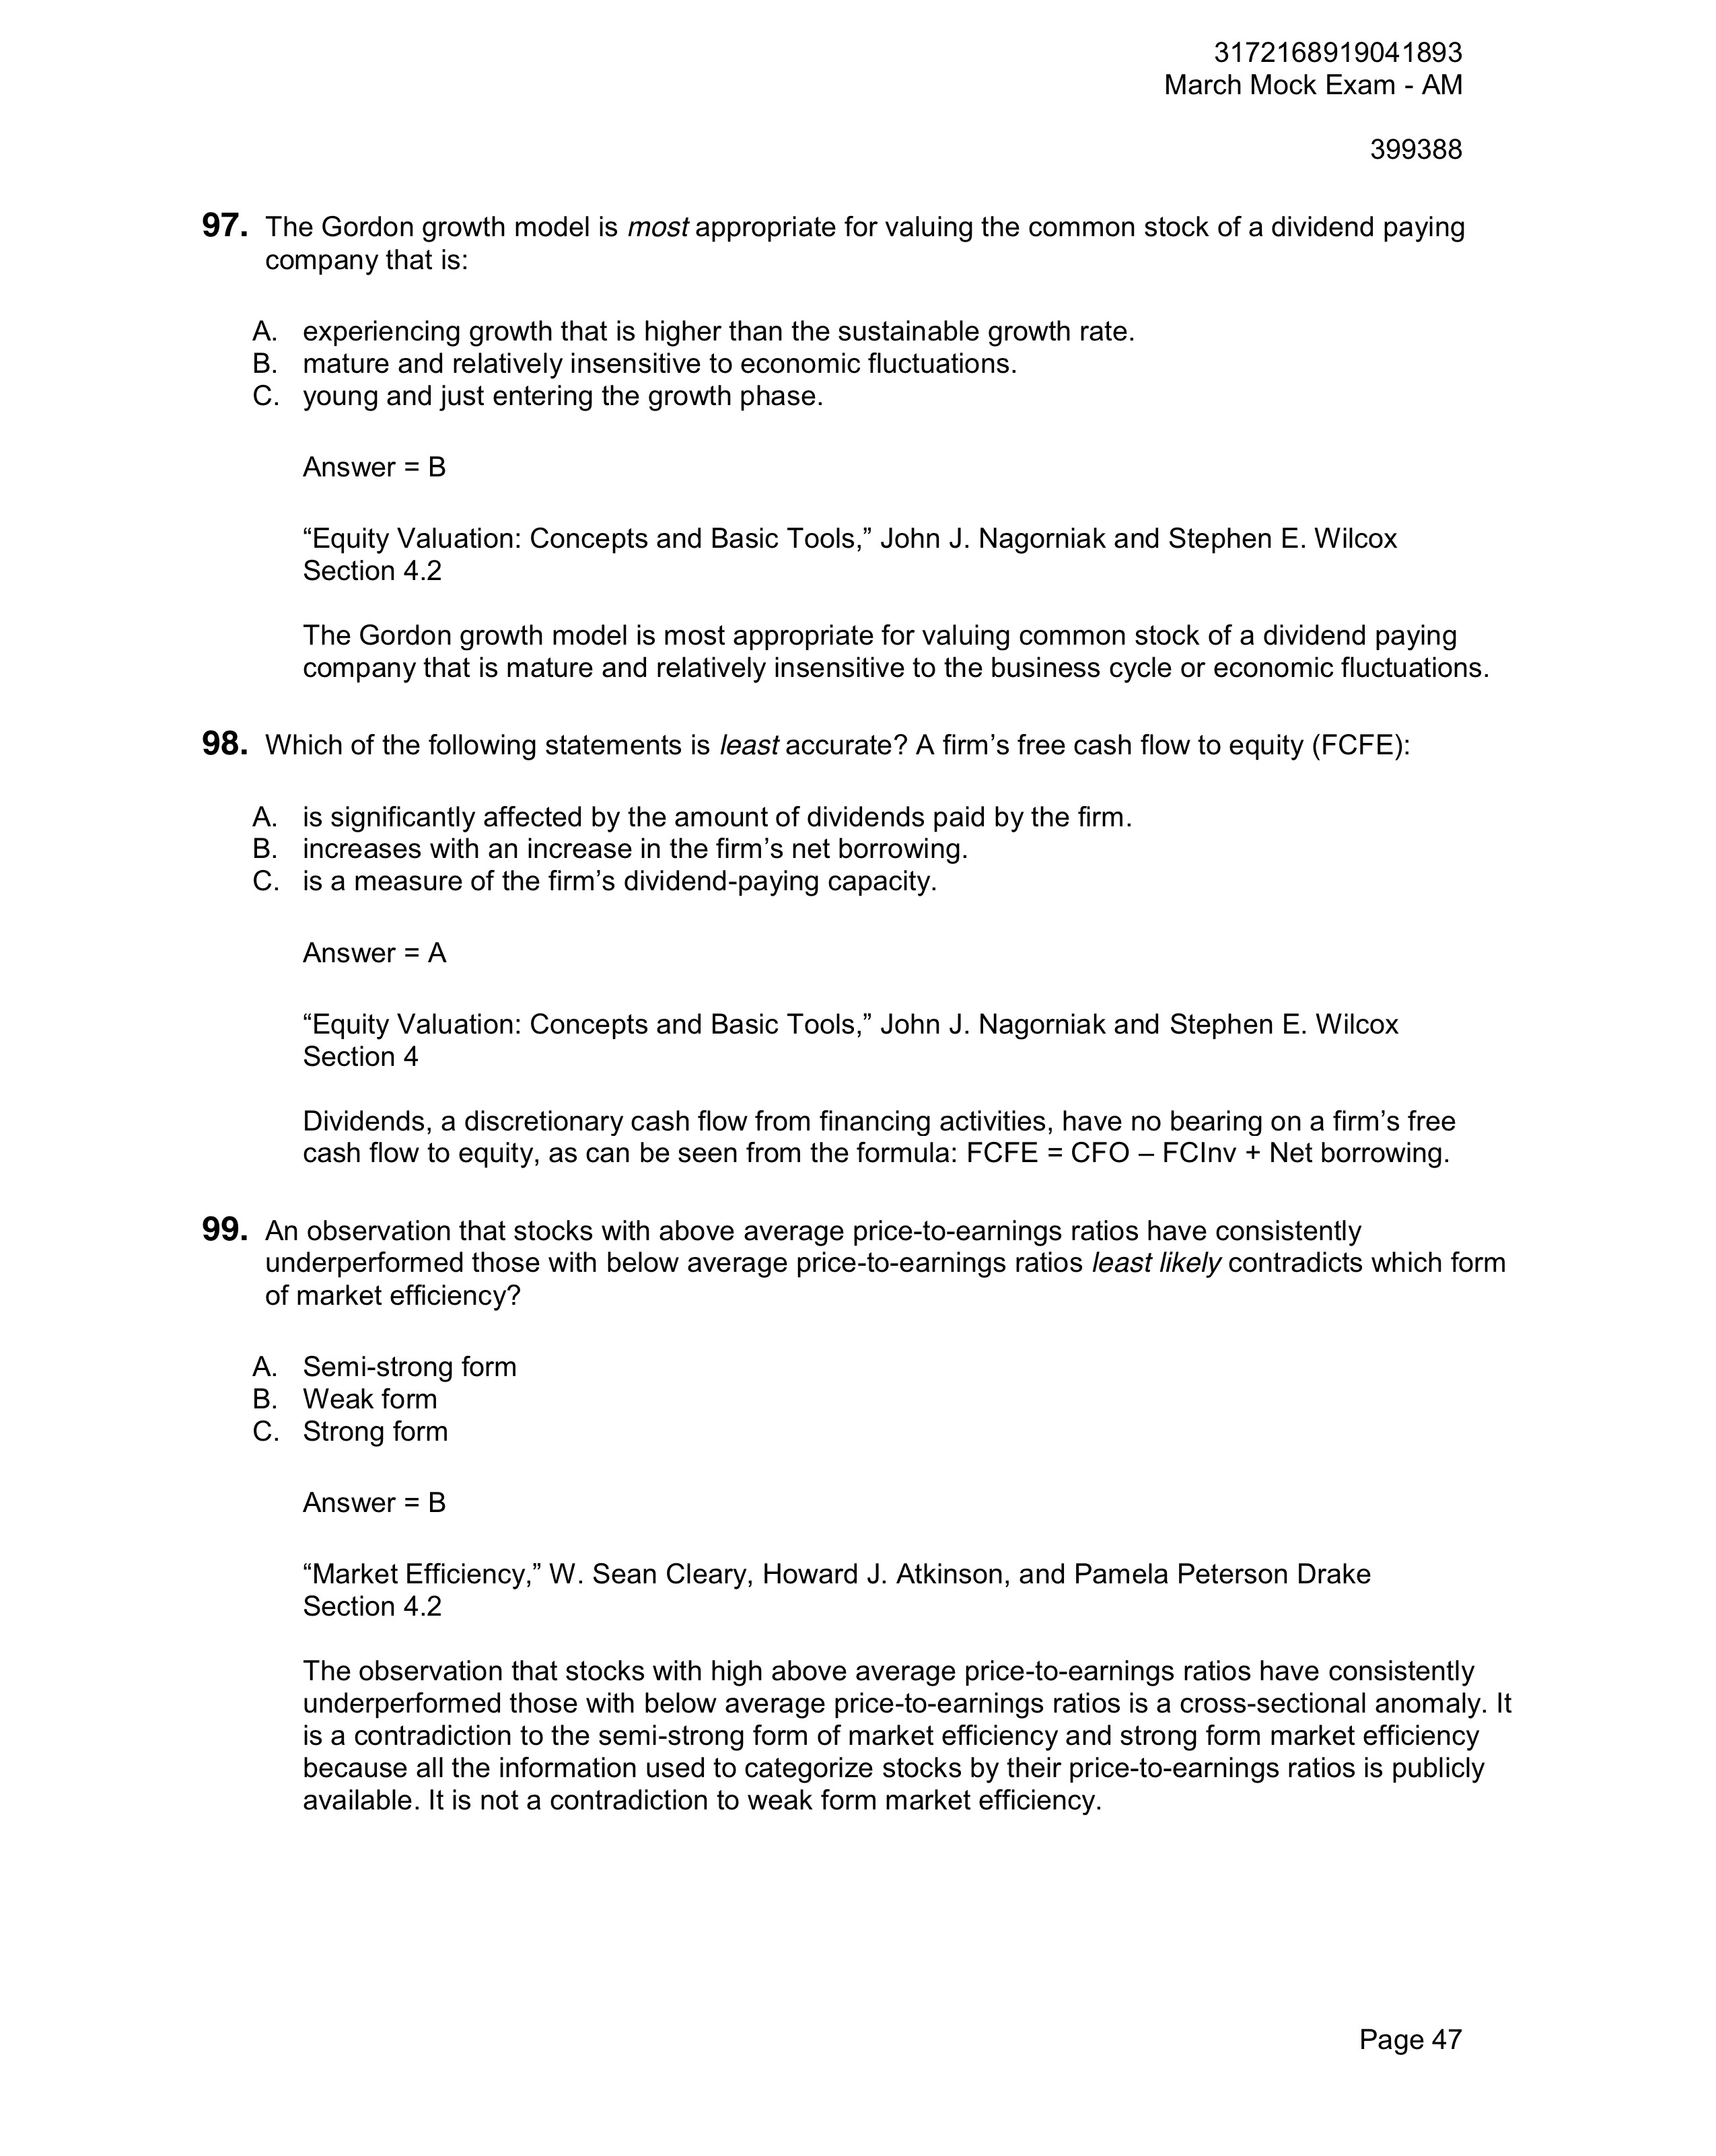 3172168919041893
March Mock Exam - AM
399388
97. The Gordon growth model is most appropriate for valuing the common stock of a dividend paying
company that is:
A. experiencing growth that is higher than the sustainable growth rate.
B. mature and relatively insensitive to economic fluctuations.
C. young and just entering the growth phase.
Answer = B
“Equity Valuation: Concepts and Basic Tools,” John J. Nagorniak and Stephen E. Wilcox
Section 4.2
The Gordon growth model is most appropriate for valuing common stock of a dividend paying
company that is mature and relatively insensitive to the business cycle or economic fluctuations.
98. Which of the following statements is least accurate? A firm’s free cash flow to equity (FCFE):
A. is significantly affected by the amount of dividends paid by the firm.
B. increases with an increase in the firm’s net borrowing.
C. is a measure of the firm’s dividend-paying capacity.
Answer = A
“Equity Valuation: Concepts and Basic Tools,” John J. Nagorniak and Stephen E. Wilcox
Section 4
Dividends, a discretionary cash flow from financing activities, have no bearing on a firm’s free
cash flow to equity, as can be seen from the formula: FCFE = CFO – FCInv + Net borrowing.
99. An observation that stocks with above average price-to-earnings ratios have consistently
underperformed those with below average price-to-earnings ratios least likely contradicts which form
of market efficiency?
A. Semi-strong form
B. Weak form
C. Strong form
Answer = B
“Market Efficiency,” W. Sean Cleary, Howard J. Atkinson, and Pamela Peterson Drake
Section 4.2
The observation that stocks with high above average price-to-earnings ratios have consistently
underperformed those with below average price-to-earnings ratios is a cross-sectional anomaly. It
is a contradiction to the semi-strong form of market efficiency and strong form market efficiency
because all the information used to categorize stocks by their price-to-earnings ratios is publicly
available. It is not a contradiction to weak form market efficiency.
Page 47